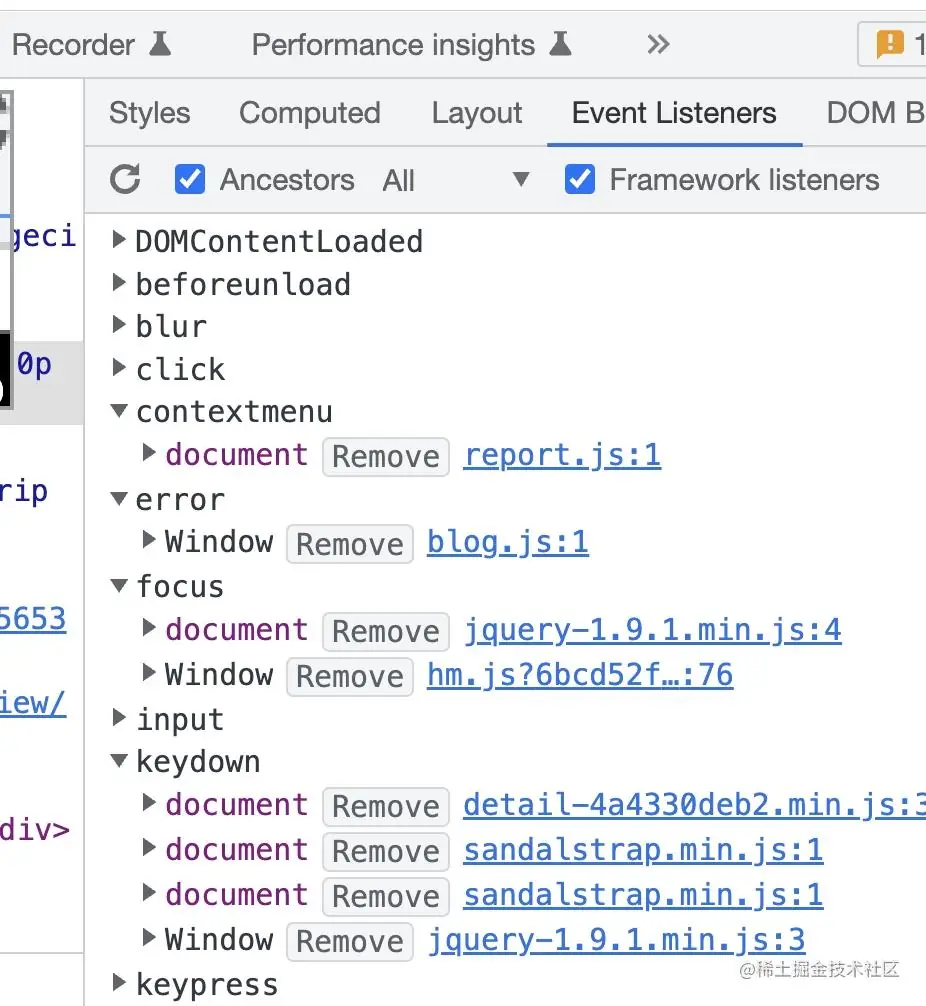 Recorder Performance insights » 1
Styles Computed Layout Event Listeners DOM B
Ancestors All Framework listeners
geci
DOMContentLoaded
beforeunload
blur
0p
click
contextmenu
document Remove report.js:1
rip
error
Window Remove blog.js:1
focus
5653
document Remove jquery-1.9.1.min.js:4
Window Remove hm.js?6bcd52f…:76
iew/
input
keydown
document Remove detail-4a4330deb2.min.js:3
div>
document Remove sandalstrap.min.js:1
document Remove sandalstrap.min.js:1
Window Remove jquery-1.9.1.min.js:3
@稀土掘金技术社区
keypress